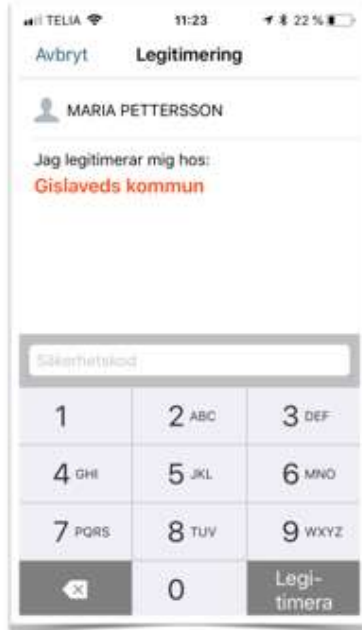 TELIA 11:23 22 %
Avbryt Legitimering
MARIA PETTERSSON
Jag legitimerar mig hos:
Gislaveds kommun
Säkerhetskod
1 2 ABC 3 DEF
4 GHI 5 JKL 6 MNO
7 PQRS 8 TUV 9 WXYZ
0 Legi-
timera